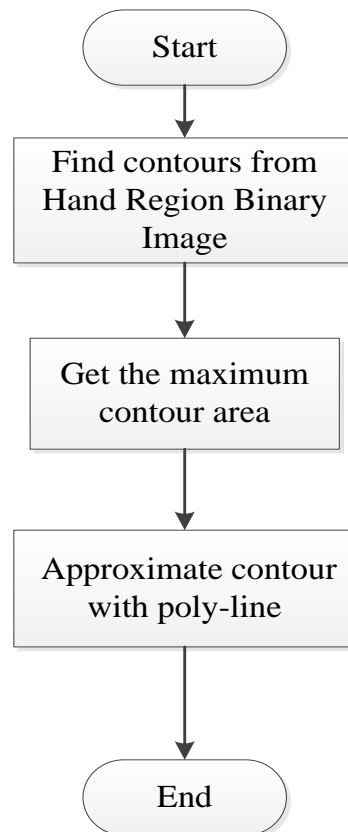 Start
Find contours from
Hand Region Binary
Image
Get the maximum
contour area
Approximate contour
with poly-line
End